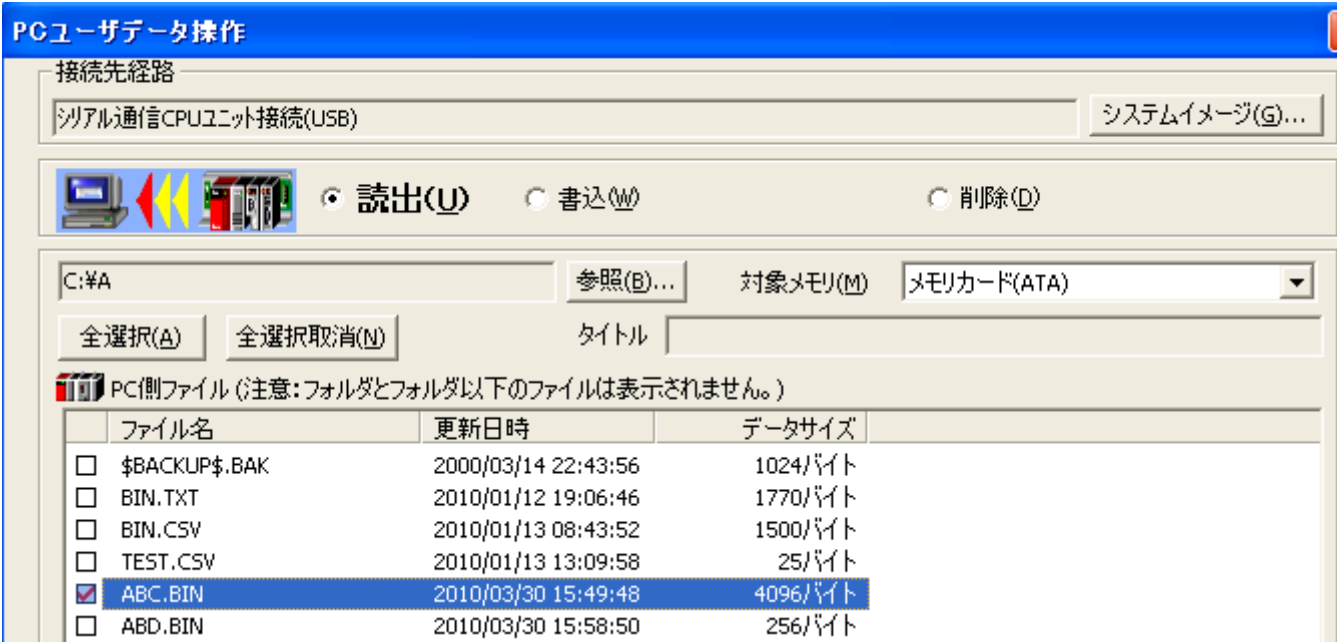 PCユーザデータ操作
接続先経路
シリアル通信CPUユニット接続(USB) システムイメージ(G)...
読出(U) 書込(W) 削除(D)
C:¥A 参照(B)... 対象メモリ(M) メモリカード(ATA)
全選択(A) 全選択取消(N) タイトル
PC側ファイル (注意:フォルダとフォルダ以下のファイルは表示されません。)
ファイル名 更新日時 データサイズ
$BACKUP$.BAK 2000/03/14 22:43:56 1024バイト
BIN.TXT 2010/01/12 19:06:46 1770バイト
BIN.CSV 2010/01/13 08:43:52 1500バイト
TEST.CSV 2010/01/13 13:09:58 25バイト
ABC.BIN 2010/03/30 15:49:48 4096バイト
ABD.BIN 2010/03/30 15:58:50 256バイト